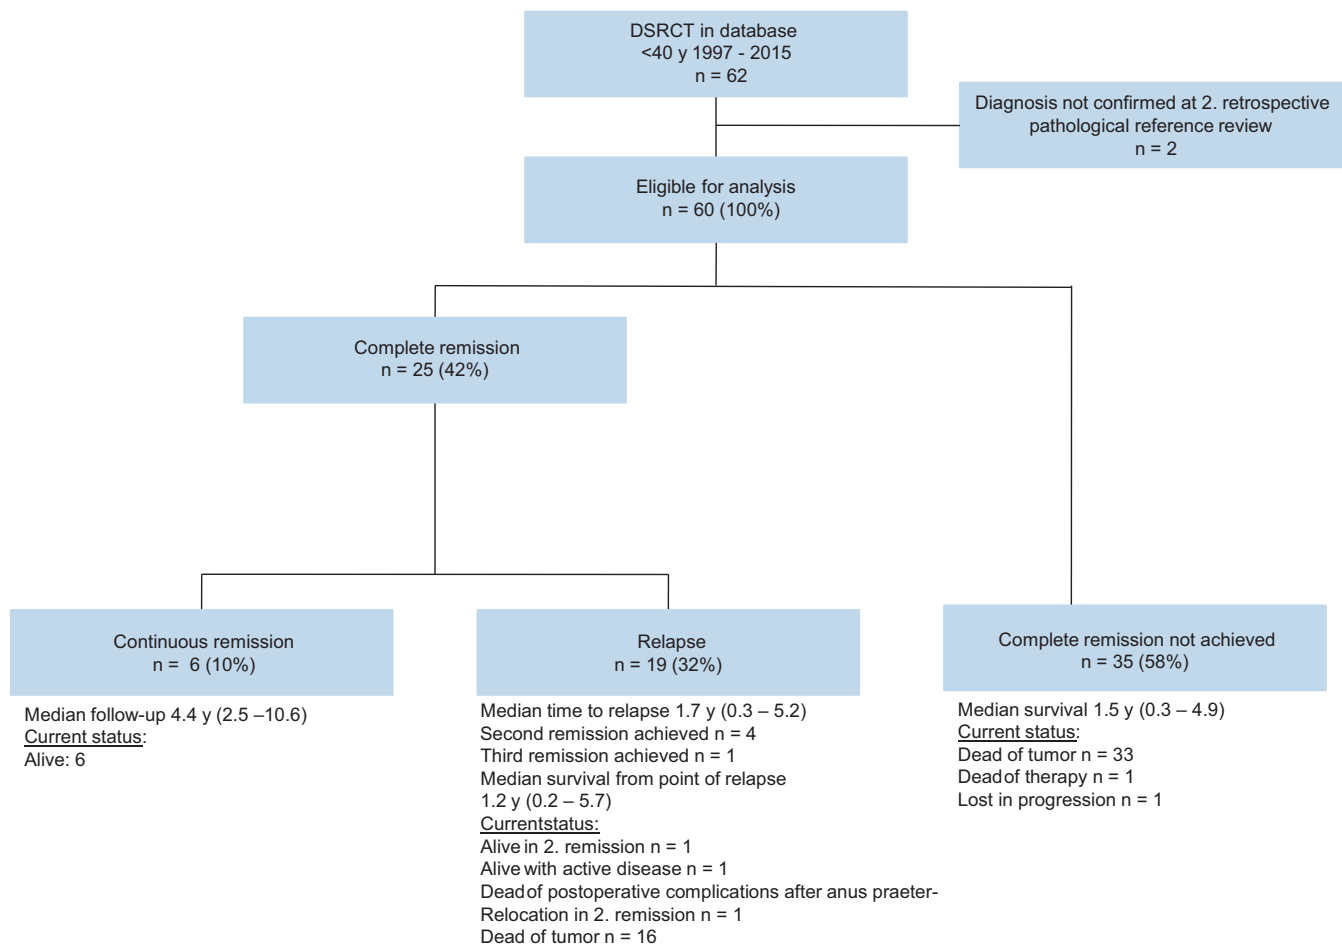 DSRCT in database
<40 y 1997 - 2015
n = 62
Diagnosis not confirmed at 2. retrospective
pathological reference review
n = 2
Eligible for analysis
n = 60 (100%)
Complete remission
n = 25 (42%)
Continuous remission
n = 6 (10%)
Median follow-up 4.4 y (2.5 –10.6)
Current status:
Alive: 6
Relapse
n = 19 (32%)
Median time to relapse 1.7 y (0.3 – 5.2)
Second remission achieved n = 4
Third remission achieved n = 1
Median survival from point of relapse
1.2 y (0.2 – 5.7)
Currentstatus:
Alive in 2. remission n = 1
Alive with active disease n = 1
Deadof postoperative complications after anus praeter-
Relocation in 2. remission n = 1
Dead of tumor n = 16
Complete remission not achieved
n = 35 (58%)
Median survival 1.5 y (0.3 – 4.9)
Current status:
Dead of tumor n = 33
Deadof therapy n = 1
Lost in progression n = 1